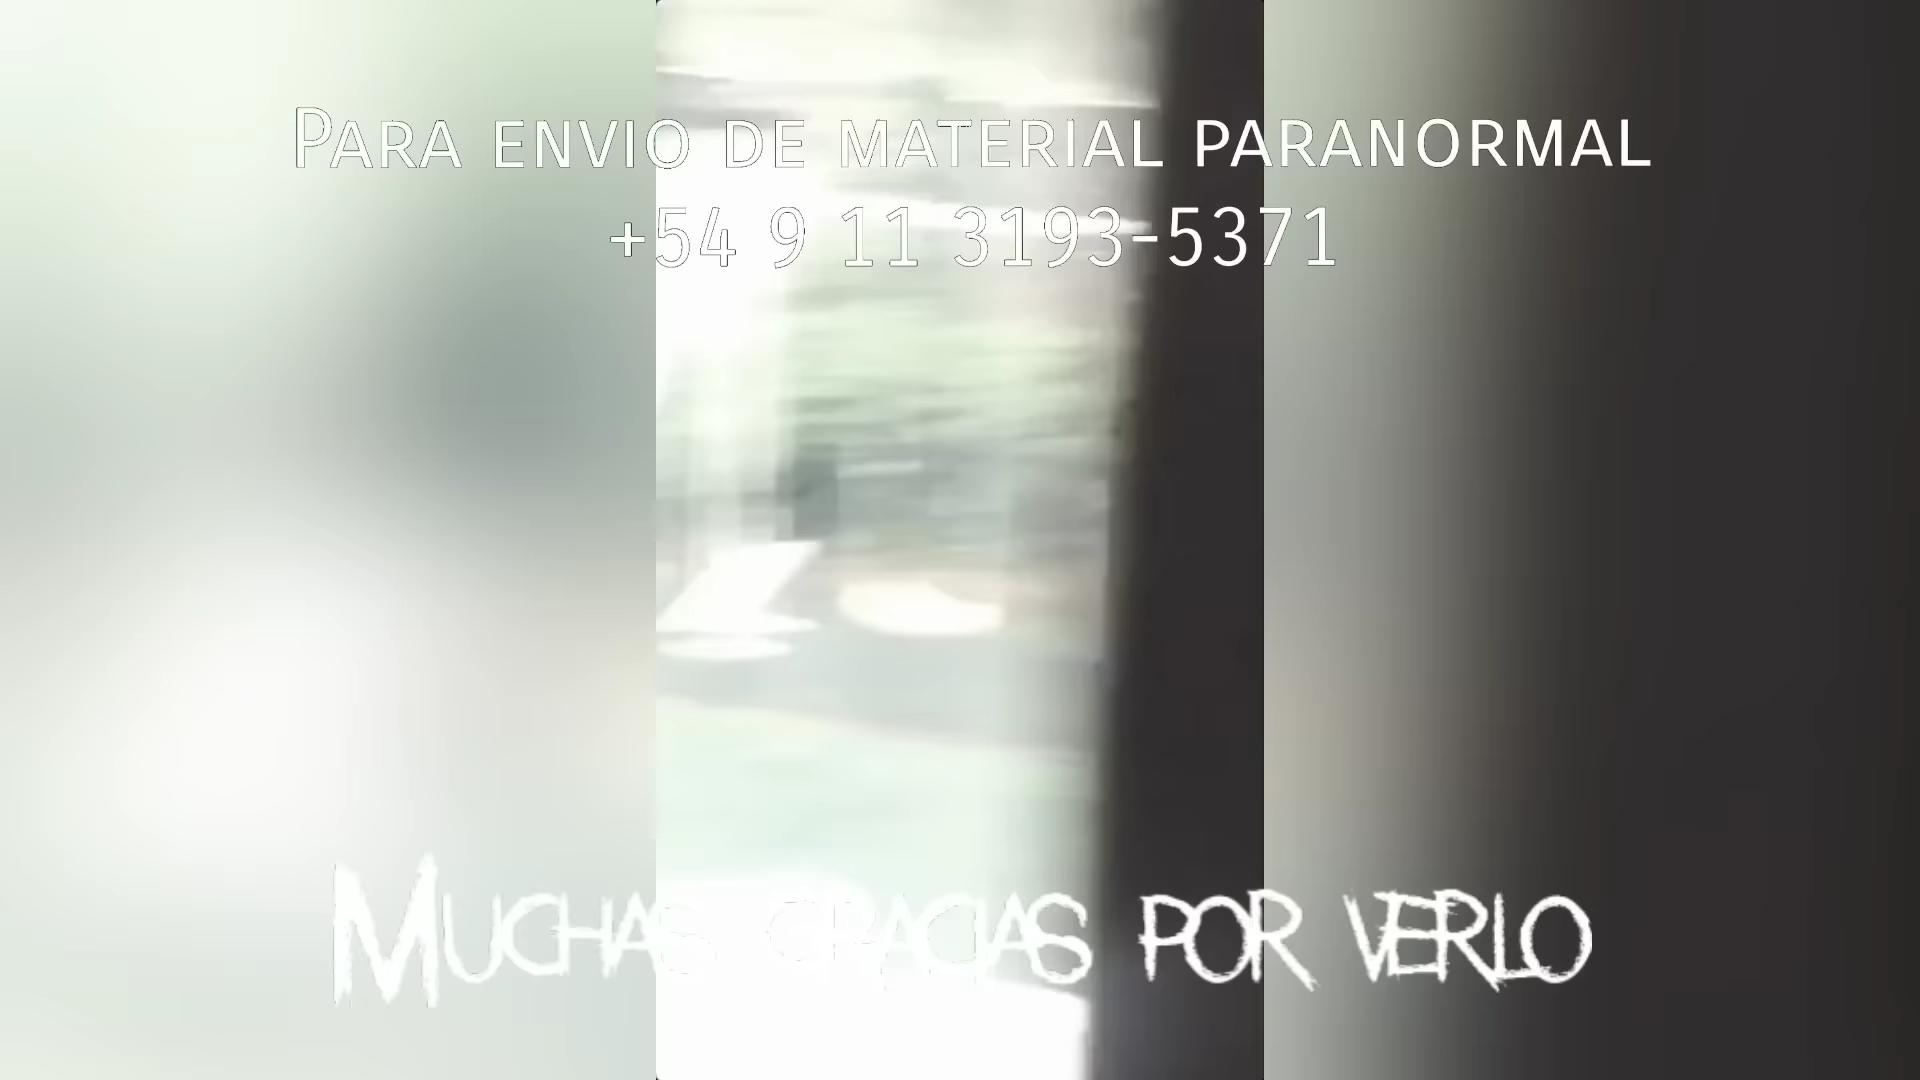 Para envio de material paranormal
+54 9 11 3193-5371
Muchas gracias por verlo